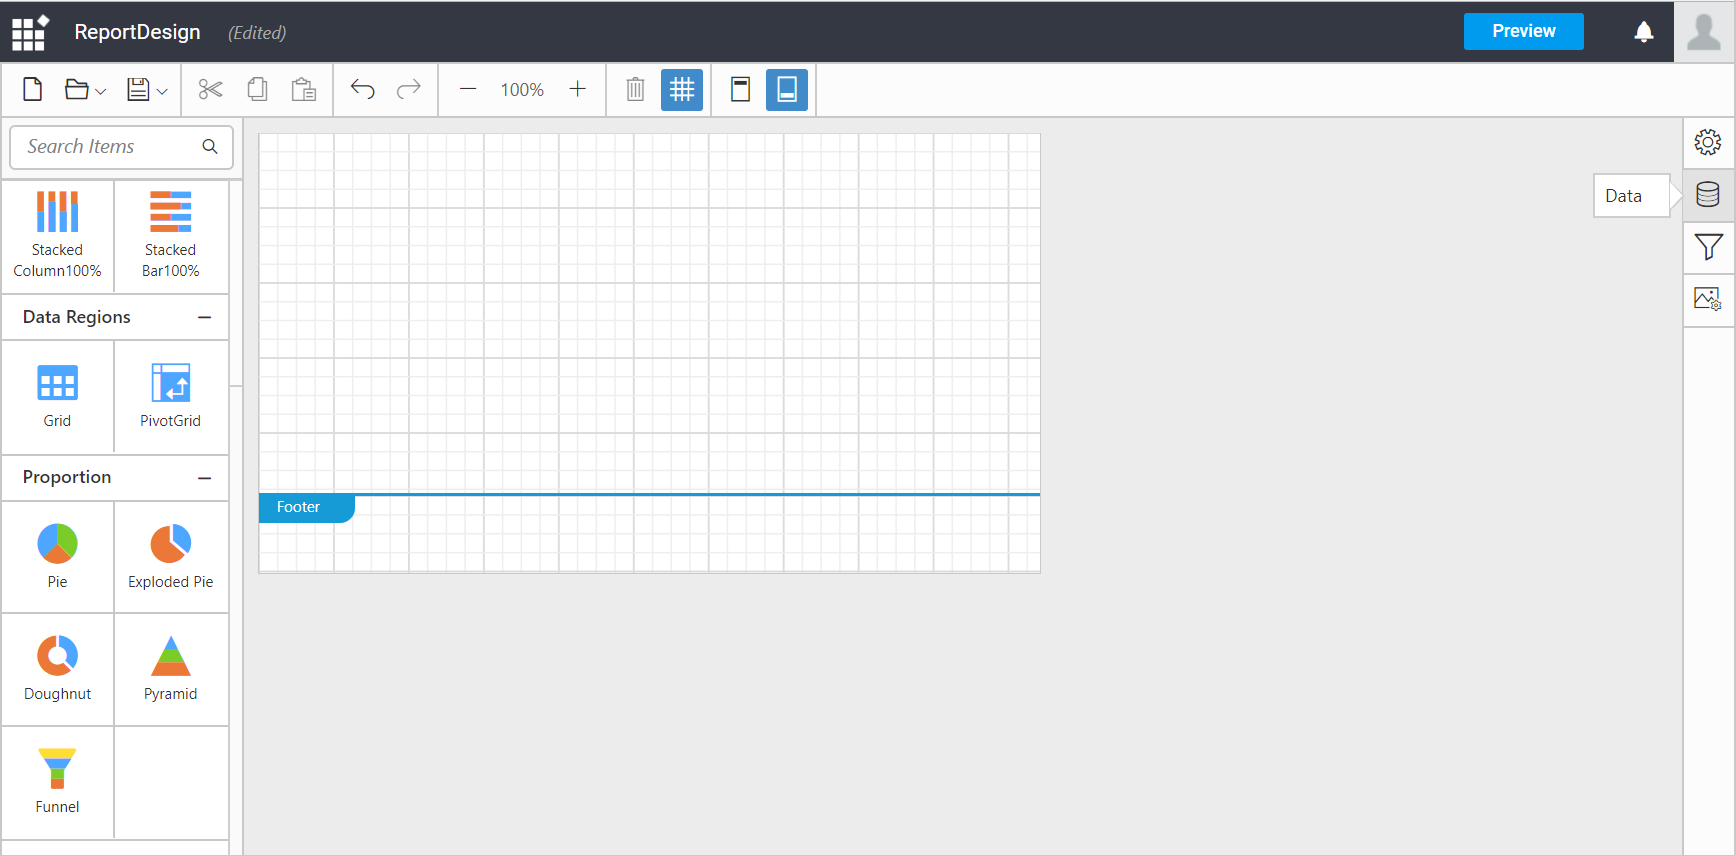 ReportDesign (Edited) Preview
100%
Search Items
Data
Stacked Column100%
Stacked Bar100%
Data Regions
Grid PivotGrid
Footer
Proportion
Pie Exploded Pie
Doughnut Pyramid
Funnel